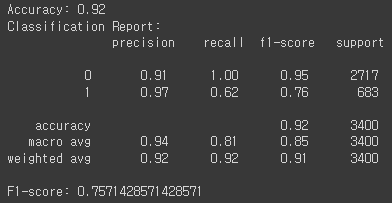 Accuracy: 0.92
Classification Report:
precision recall f1-score support
0 0.91 1.00 0.95 2717
1 0.97 0.62 0.76 683
accuracy 0.92 3400
macro avg 0.94 0.81 0.85 3400
weighted avg 0.92 0.92 0.91 3400
F1-score: 0.7571428571428571